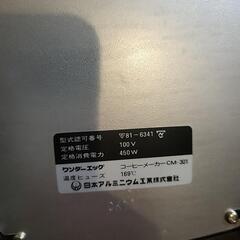 型式認可番号 81-6341
定格電圧 100V
定格消費電力 450W
ワンダーエッグ コーヒーメーカー CM-301
温度ヒューズ 169℃
日本アルミニウム工業株式会社